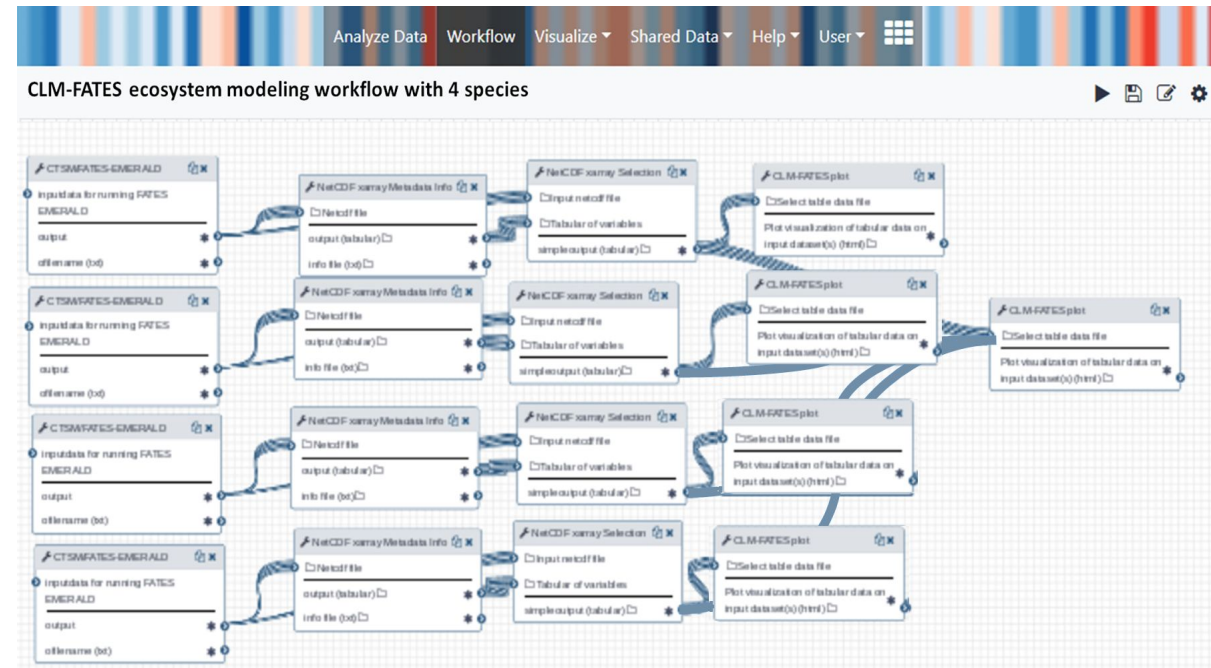 Analyze Data Workflow Visualize Shared Data Help User
CLM-FATES ecosystem modeling workflow with 4 species
CTSM/FATES-EMERALD
inputdata for running FATES
EMERALD
output
ofilename (txt)
NetCDF xarray Metadata Info
Netcdf file
output (tabular)
info file (txt)
NetCDF xarray Selection
Input netcdf file
Tabular of variables
simpleoutput (tabular)
CLM-FATES plot
Select table data file
Plot visualization of tabular data on
input dataset(s) (html)
CTSM/FATES-EMERALD
inputdata for running FATES
EMERALD
output
ofilename (txt)
NetCDF xarray Metadata Info
Netcdf file
output (tabular)
info file (txt)
NetCDF xarray Selection
Input netcdf file
Tabular of variables
simpleoutput (tabular)
CLM-FATES plot
Select table data file
Plot visualization of tabular data on
input dataset(s) (html)
CLM-FATES plot
Select table data file
Plot visualization of tabular data on
input dataset(s) (html)
CTSM/FATES-EMERALD
inputdata for running FATES
EMERALD
output
ofilename (txt)
NetCDF xarray Metadata Info
Netcdf file
output (tabular)
info file (txt)
NetCDF xarray Selection
Input netcdf file
Tabular of variables
simpleoutput (tabular)
CLM-FATES plot
Select table data file
Plot visualization of tabular data on
input dataset(s) (html)
CTSM/FATES-EMERALD
inputdata for running FATES
EMERALD
output
ofilename (txt)
NetCDF xarray Metadata Info
Netcdf file
output (tabular)
info file (txt)
NetCDF xarray Selection
Input netcdf file
Tabular of variables
simpleoutput (tabular)
CLM-FATES plot
Select table data file
Plot visualization of tabular data on
input dataset(s) (html)